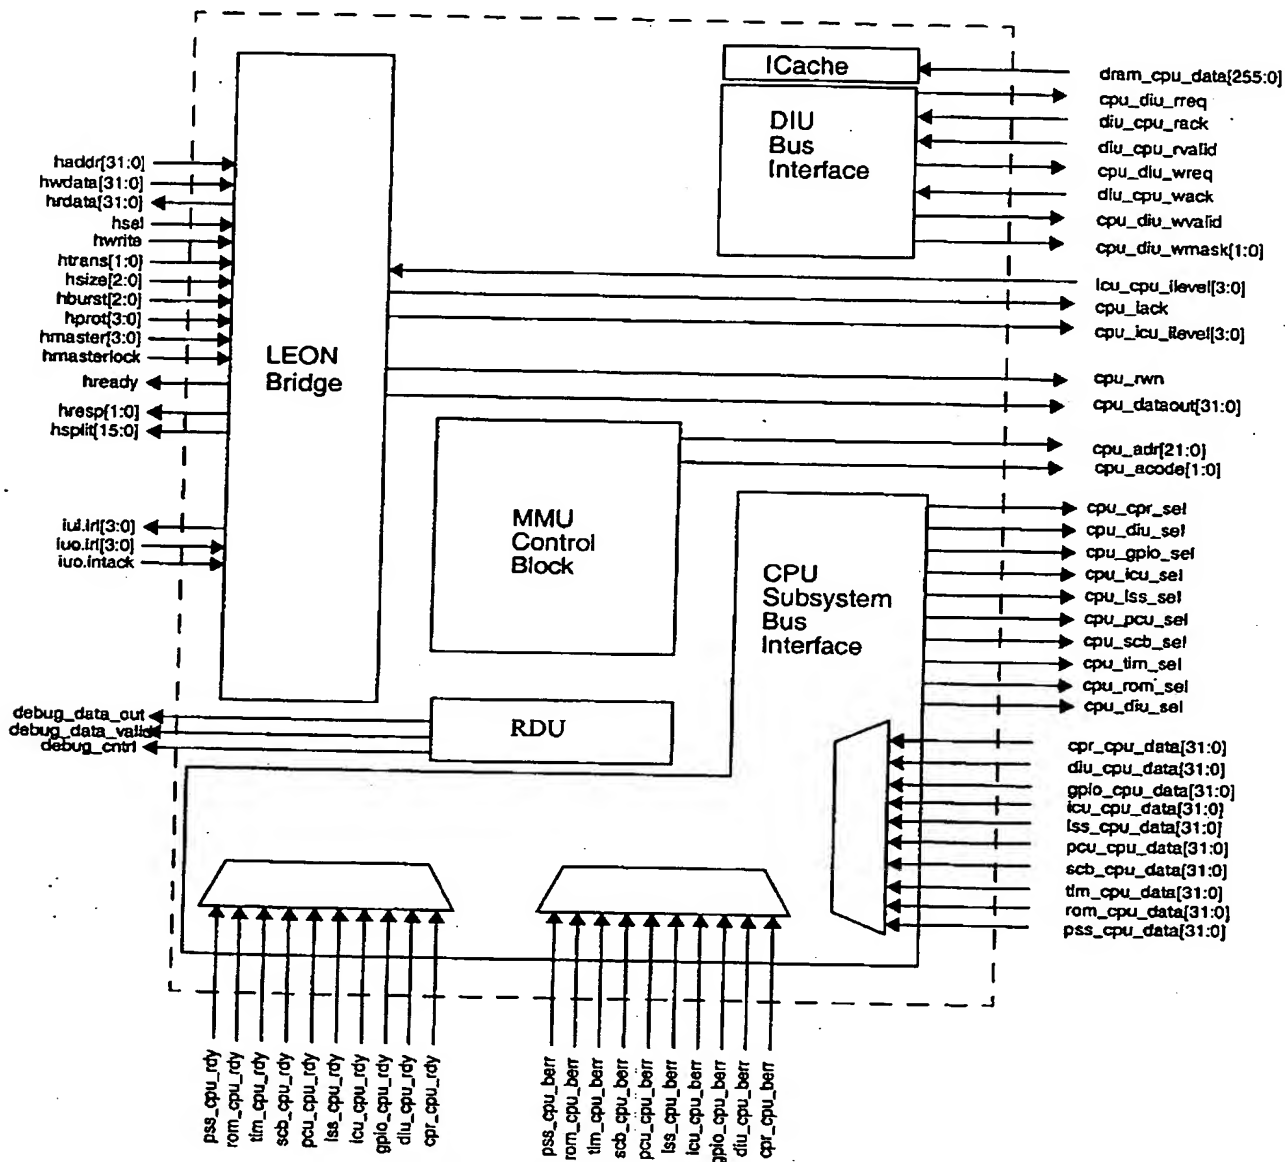 ICache
dram_cpu_data[255:0]
DIU
Bus
Interface
cpu_diu_rreq
diu_cpu_rack
diu_cpu_rvalid
cpu_diu_wreq
diu_cpu_wack
cpu_diu_wvalid
cpu_diu_wmask[1:0]
haddr[31:0]
hwdata[31:0]
hrdata[31:0]
hsel
hwrite
htrans[1:0]
hsize[2:0]
hburst[2:0]
hprot[3:0]
hmaster[3:0]
hmasterlock
hready
hresp[1:0]
hsplit[15:0]
LEON
Bridge
icu_cpu_ilevel[3:0]
cpu_iack
cpu_icu_ilevel[3:0]
cpu_rwn
cpu_dataout[31:0]
cpu_adr[21:0]
cpu_acode[1:0]
iui.irl[3:0]
iuo.irl[3:0]
iuo.intack
MMU
Control
Block
CPU
Subsystem
Bus
Interface
cpu_cpr_sel
cpu_diu_sel
cpu_gpio_sel
cpu_icu_sel
cpu_lss_sel
cpu_pcu_sel
cpu_scb_sel
cpu_tim_sel
cpu_rom_sel
cpu_diu_sel
debug_data_out
debug_data_valid
debug_cntrl
RDU
cpr_cpu_data[31:0]
diu_cpu_data[31:0]
gpio_cpu_data[31:0]
icu_cpu_data[31:0]
lss_cpu_data[31:0]
pcu_cpu_data[31:0]
scb_cpu_data[31:0]
tim_cpu_data[31:0]
rom_cpu_data[31:0]
pss_cpu_data[31:0]
pss_cpu_rdy
rom_cpu_rdy
tim_cpu_rdy
scb_cpu_rdy
pcu_cpu_rdy
lss_cpu_rdy
icu_cpu_rdy
gpio_cpu_rdy
diu_cpu_rdy
cpr_cpu_rdy
pss_cpu_berr
rom_cpu_berr
tim_cpu_berr
scb_cpu_berr
pcu_cpu_berr
lss_cpu_berr
icu_cpu_berr
gpio_cpu_berr
diu_cpu_berr
cpr_cpu_berr